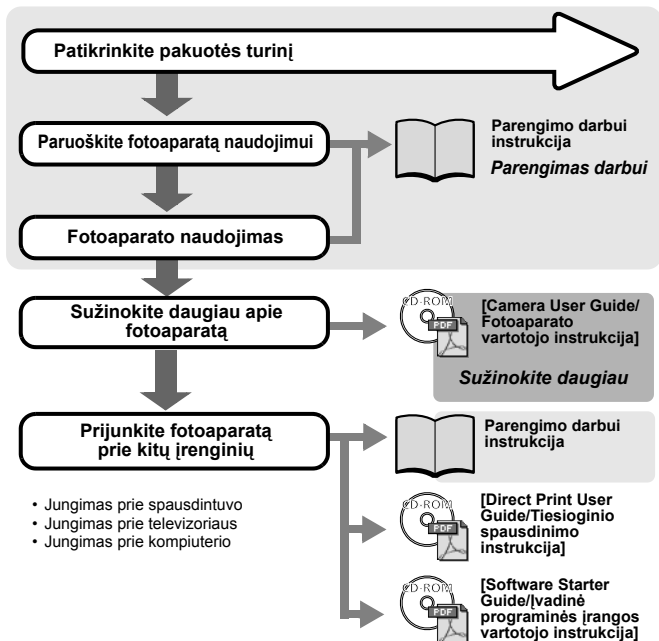 Patikrinkite pakuotės turinį
Paruoškite fotoaparatą naudojimui
Parengimo darbui
instrukcija
Parengimas darbui
Fotoaparato naudojimas
Sužinokite daugiau apie
fotoaparatą
CD-ROM
PDF
[Camera User Guide/
Fotoaparato
vartotojo instrukcija]
Sužinokite daugiau
Prijunkite fotoaparatą
prie kitų įrenginių
Parengimo darbui
instrukcija
• Jungimas prie spausdintuvo
• Jungimas prie televizoriaus
• Jungimas prie kompiuterio
CD-ROM
PDF
[Direct Print User
Guide/Tiesioginio
spausdinimo
instrukcija]
CD-ROM
PDF
[Software Starter
Guide/Įvadinė
programinės įrangos
vartotojo instrukcija]